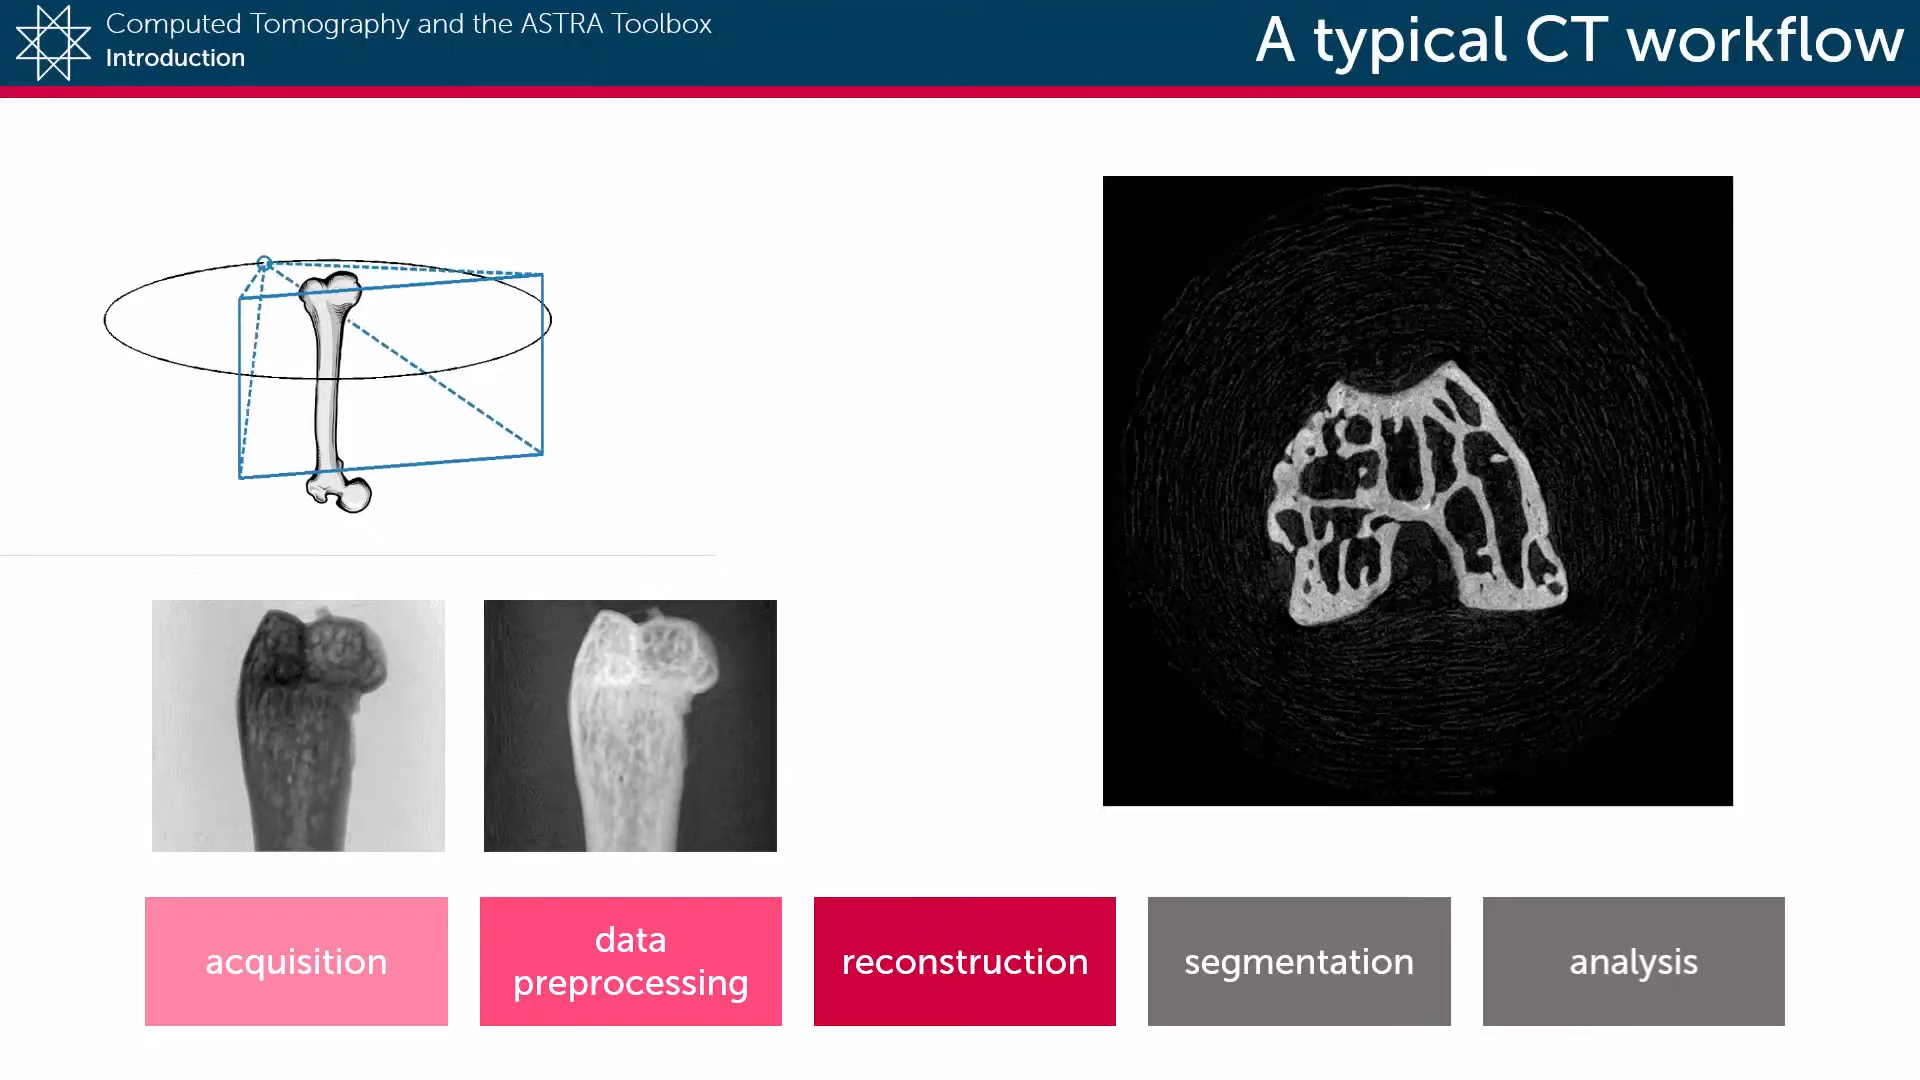 Computed Tomography and the ASTRA Toolbox
Introduction
A typical CT workflow
acquisition
data
preprocessing
reconstruction
segmentation
analysis